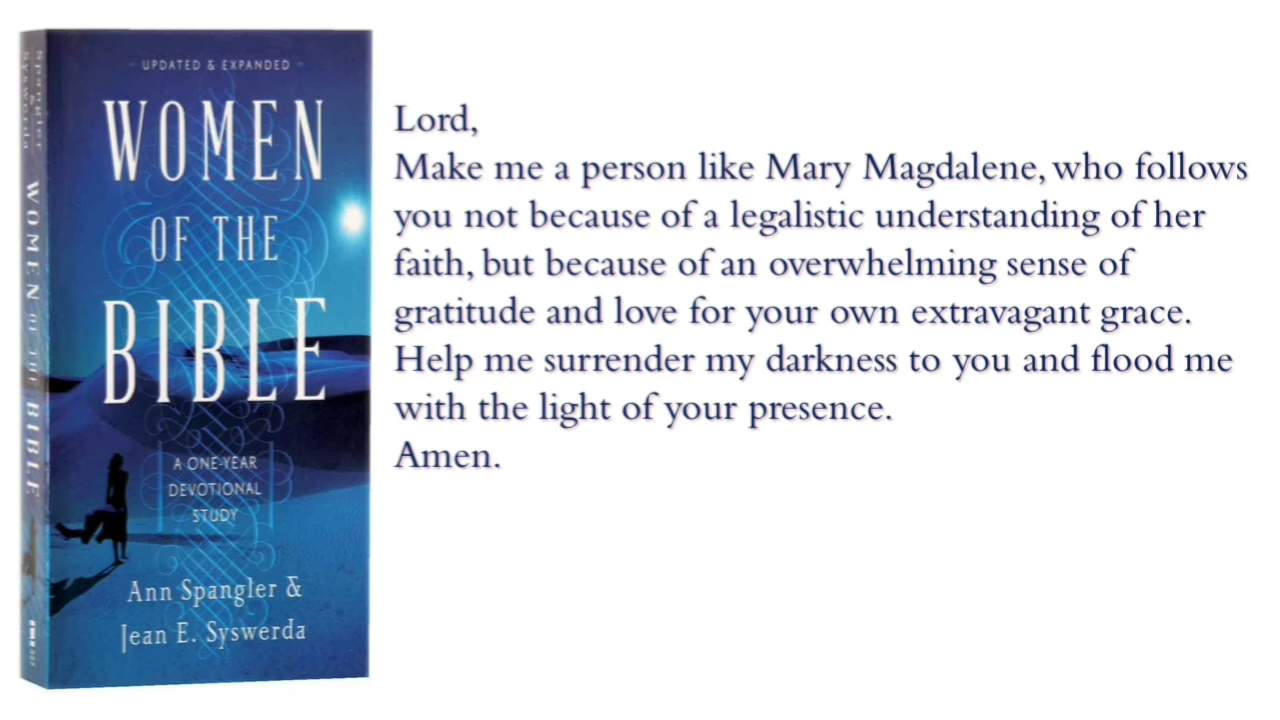 UPDATED & EXPANDED
WOMEN
OF THE
BIBLE
A ONE-YEAR
DEVOTIONAL
STUDY
Ann Spangler &
Jean E. Syswerda
Spangler &
Syswerda
WOMEN OF THE BIBLE
Lord,
Make me a person like Mary Magdalene, who follows
you not because of a legalistic understanding of her
faith, but because of an overwhelming sense of
gratitude and love for your own extravagant grace.
Help me surrender my darkness to you and flood me
with the light of your presence.
Amen.